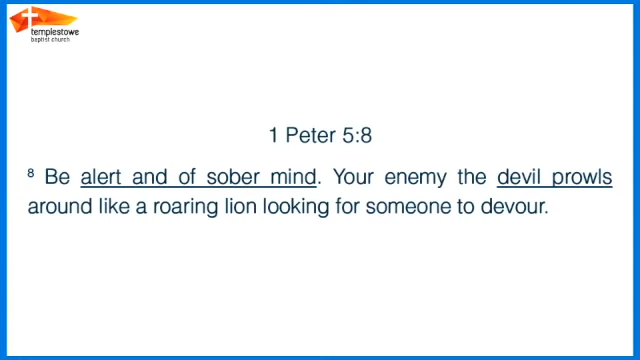 templestowe
baptist church
1 Peter 5:8
8 Be alert and of sober mind. Your enemy the devil prowls
around like a roaring lion looking for someone to devour.